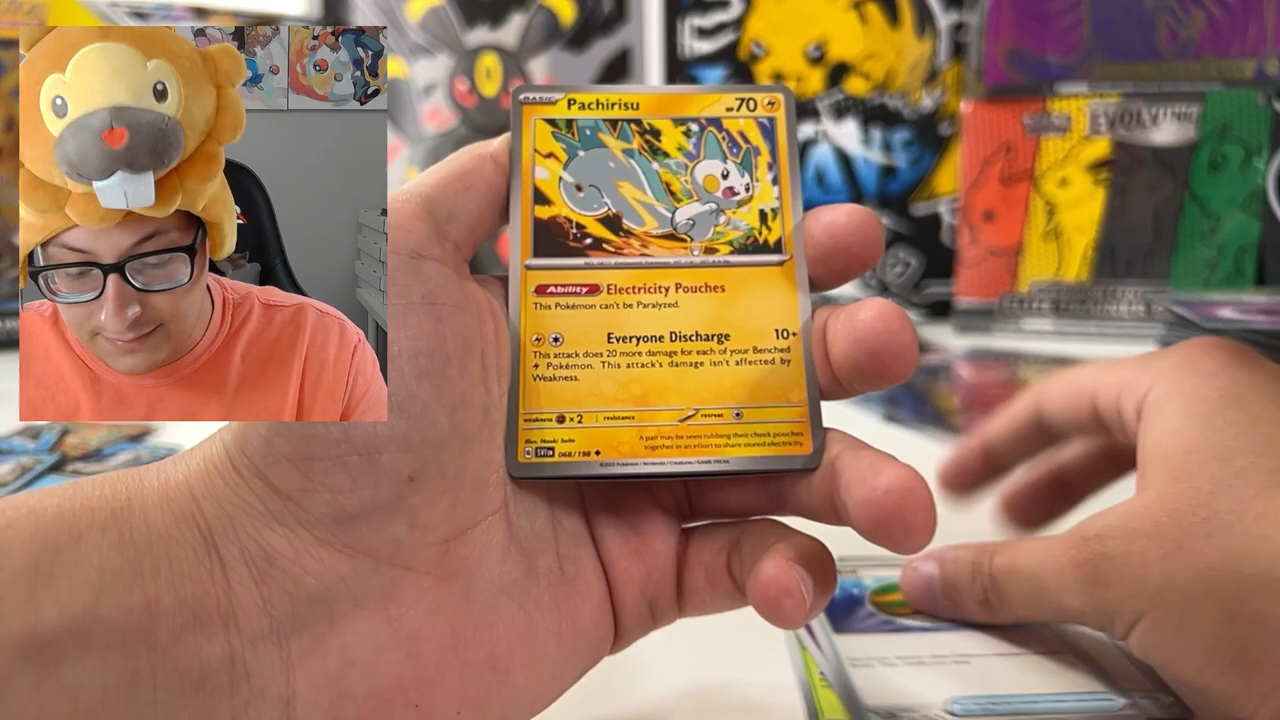 BASIC Pachirisu HP70
Ability Electricity Pouches
This Pokémon can't be Paralyzed.
Everyone Discharge 10+
This attack does 20 more damage for each of your Benched
Pokémon. This attack's damage isn't affected by
Weakness.
weakness ×2 resistance retreat
Illus. Naoki Saito
A pair may be seen rubbing their cheek pouches
together in an effort to share stored electricity.
G SVI EN 068/198
©2023 Pokémon / Nintendo / Creatures / GAME FREAK
EVOLVING